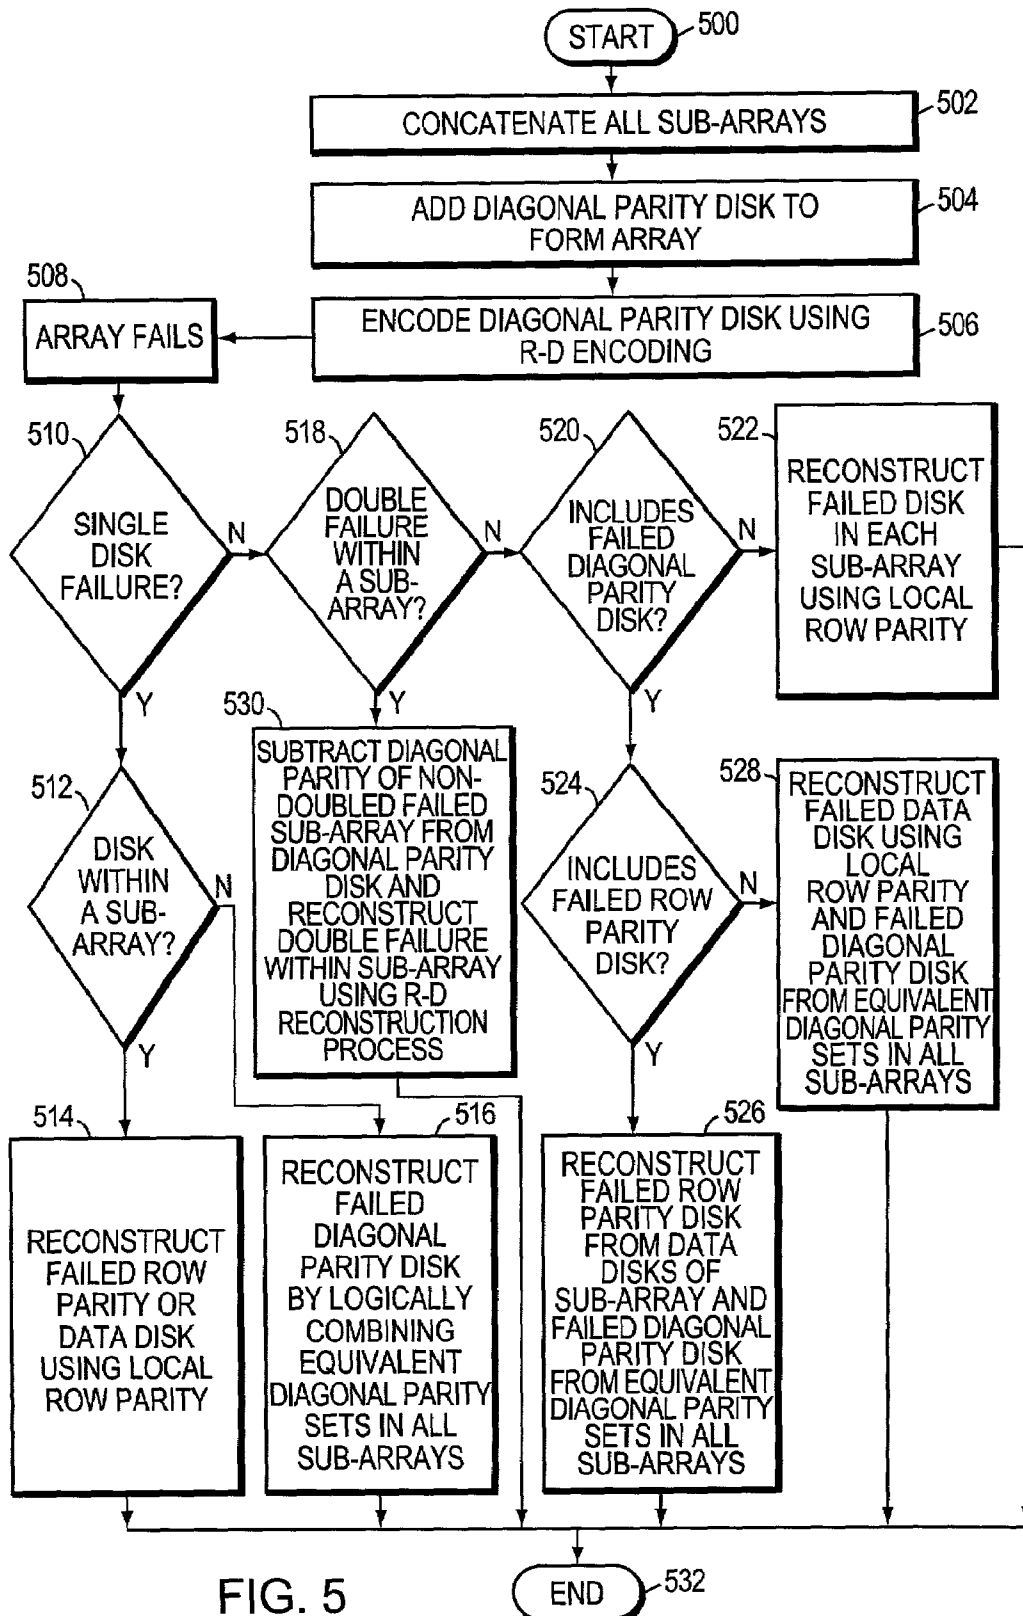 START
500
CONCATENATE ALL SUB-ARRAYS
502
ADD DIAGONAL PARITY DISK TO
FORM ARRAY
504
ENCODE DIAGONAL PARITY DISK USING
R-D ENCODING
506
508
ARRAY FAILS
510
SINGLE
DISK
FAILURE?
N
Y
518
DOUBLE
FAILURE
WITHIN
A SUB-
ARRAY?
N
Y
520
INCLUDES
FAILED
DIAGONAL
PARITY
DISK?
N
Y
522
RECONSTRUCT
FAILED DISK
IN EACH
SUB-ARRAY
USING LOCAL
ROW PARITY
512
DISK
WITHIN
A SUB-
ARRAY?
N
Y
530
SUBTRACT DIAGONAL
PARITY OF NON-
DOUBLED FAILED
SUB-ARRAY FROM
DIAGONAL PARITY
DISK AND
RECONSTRUCT
DOUBLE FAILURE
WITHIN SUB-ARRAY
USING R-D
RECONSTRUCTION
PROCESS
524
INCLUDES
FAILED ROW
PARITY
DISK?
N
Y
528
RECONSTRUCT
FAILED DATA
DISK USING
LOCAL
ROW PARITY
AND FAILED
DIAGONAL
PARITY DISK
FROM EQUIVALENT
DIAGONAL PARITY
SETS IN ALL
SUB-ARRAYS
514
RECONSTRUCT
FAILED ROW
PARITY OR
DATA DISK
USING LOCAL
ROW PARITY
516
RECONSTRUCT
FAILED
DIAGONAL
PARITY DISK
BY LOGICALLY
COMBINING
EQUIVALENT
DIAGONAL PARITY
SETS IN ALL
SUB-ARRAYS
526
RECONSTRUCT
FAILED ROW
PARITY DISK
FROM DATA
DISKS OF
SUB-ARRAY AND
FAILED DIAGONAL
PARITY DISK
FROM EQUIVALENT
DIAGONAL PARITY
SETS IN ALL
SUB-ARRAYS
END
532
FIG. 5